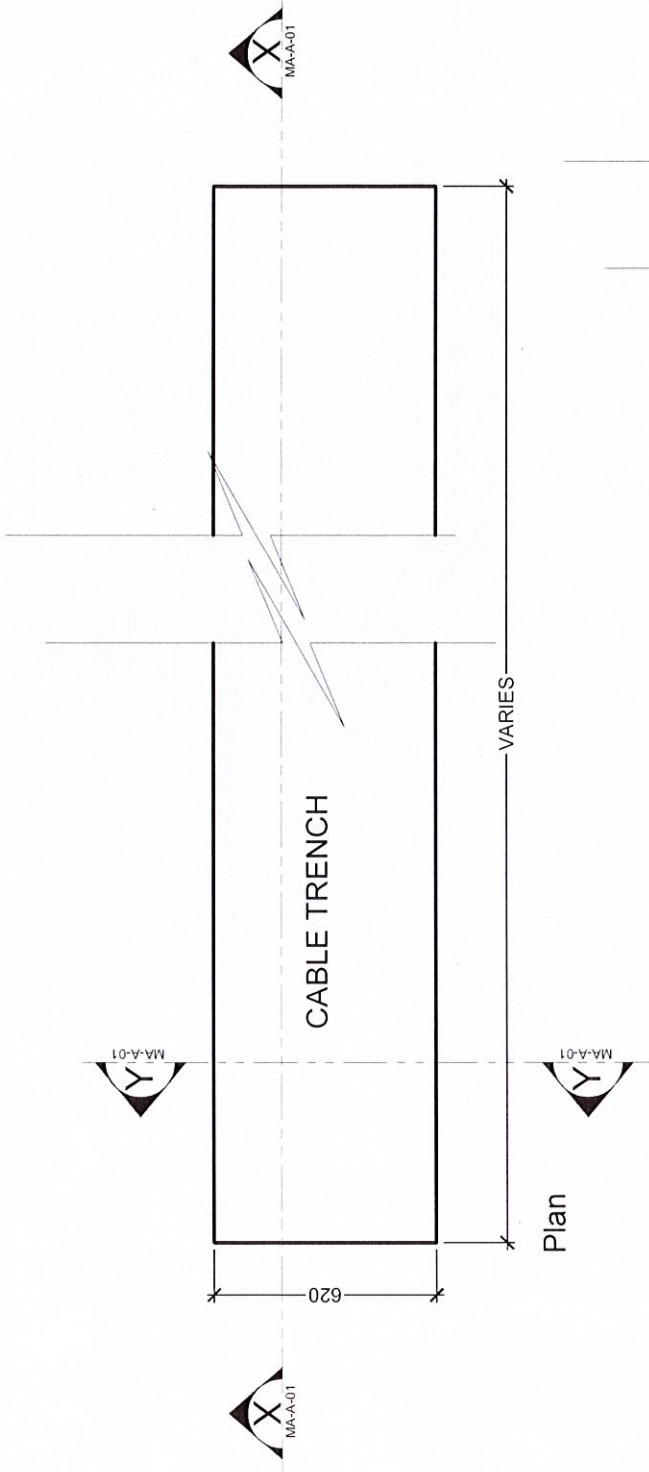 Y
MA-A-01
X
MA-A-01
X
MA-A-01
CABLE TRENCH
620
VARIES
Y
MA-A-01
Plan